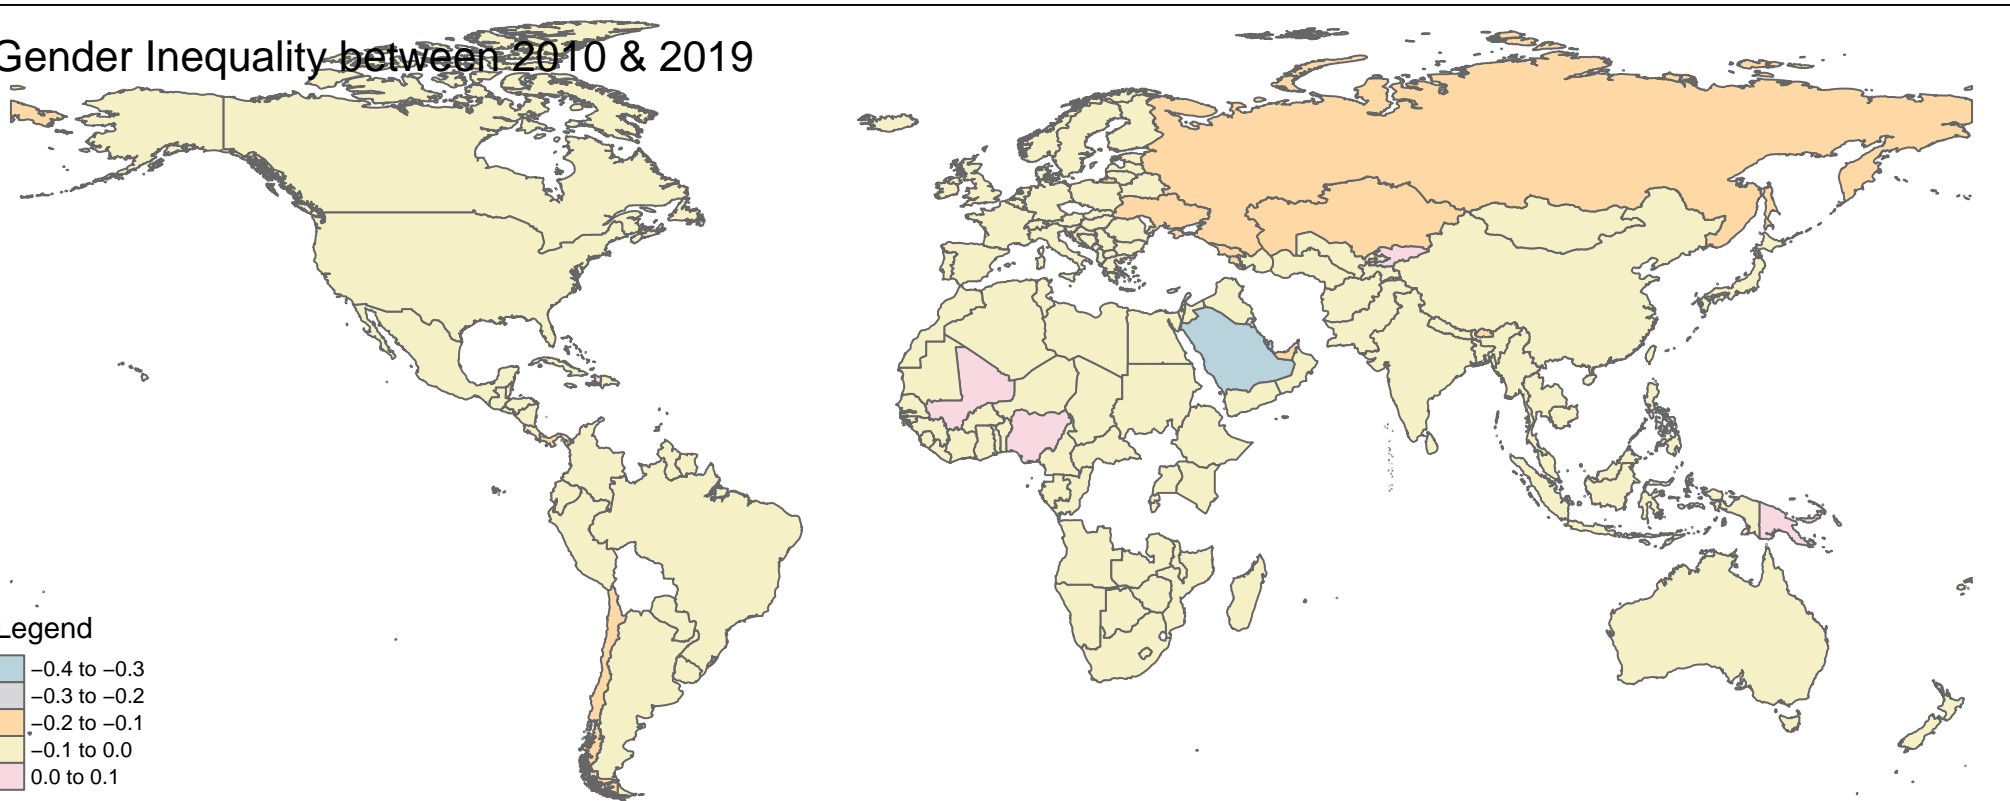 Gender Inequality between 2010 & 2019
Legend
−0.4 to −0.3
−0.3 to −0.2
−0.2 to −0.1
−0.1 to 0.0
0.0 to 0.1